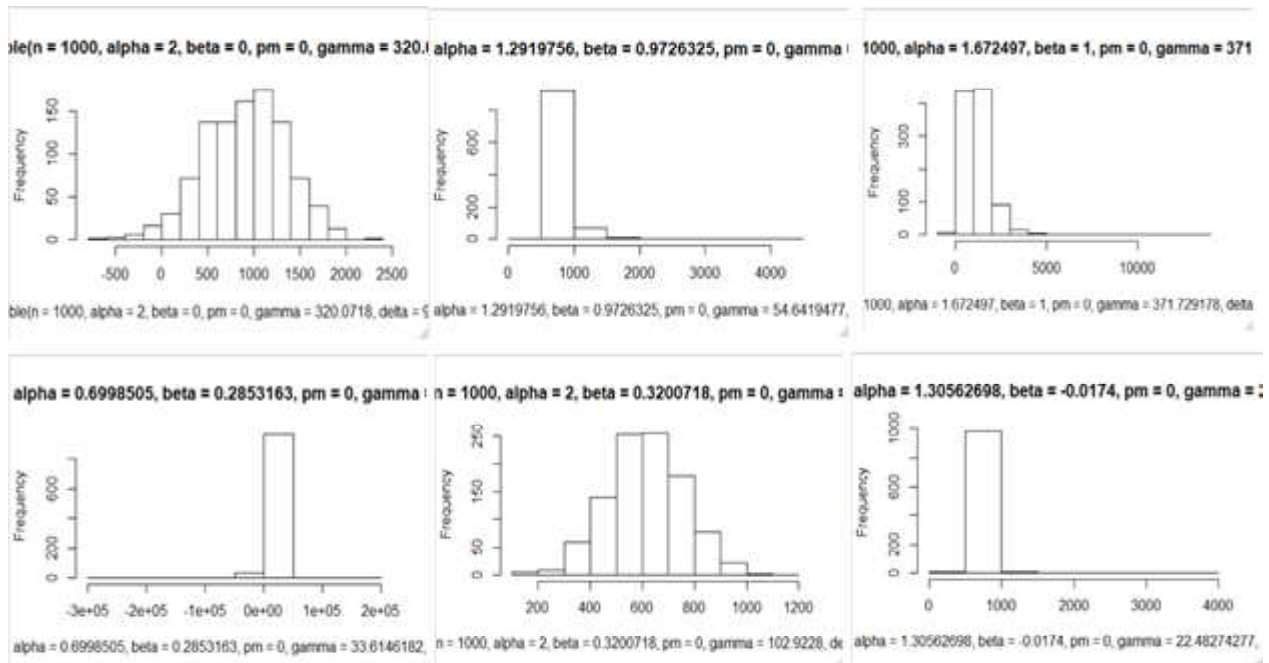 ble(n = 1000, alpha = 2, beta = 0, pm = 0, gamma = 320.
Frequency
0 50 100 150
-500 0 500 1000 1500 2000 2500
ble(n = 1000, alpha = 2, beta = 0, pm = 0, gamma = 320.0718, delta = 9
alpha = 1.2919756, beta = 0.9726325, pm = 0, gamma
Frequency
0 200 600
0 1000 2000 3000 4000
alpha = 1.2919756, beta = 0.9726325, pm = 0, gamma = 54.6419477,
1000, alpha = 1.672497, beta = 1, pm = 0, gamma = 371
Frequency
0 100 300
0 5000 10000
1000, alpha = 1.672497, beta = 1, pm = 0, gamma = 371.729178, delta
alpha = 0.6998505, beta = 0.2853163, pm = 0, gamma
Frequency
0 200 600
-3e+05 -2e+05 -1e+05 0e+00 1e+05 2e+05
alpha = 0.6998505, beta = 0.2853163, pm = 0, gamma = 33.6146182,
n = 1000, alpha = 2, beta = 0.3200718, pm = 0, gamma =
Frequency
0 50 150 250
200 400 600 800 1000 1200
n = 1000, alpha = 2, beta = 0.3200718, pm = 0, gamma = 102.9228, de
alpha = 1.30562698, beta = -0.0174, pm = 0, gamma = 2
Frequency
0 200 600 1000
0 1000 2000 3000 4000
alpha = 1.30562698, beta = -0.0174, pm = 0, gamma = 22.48274277,